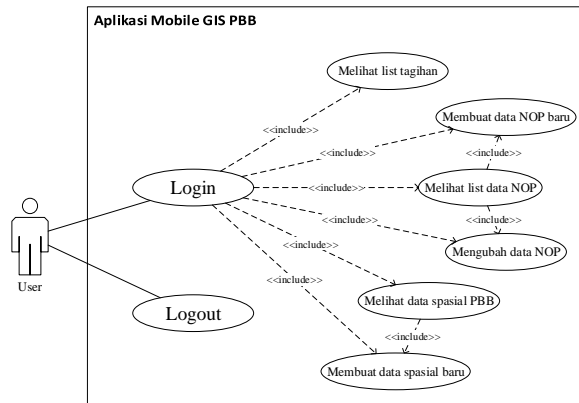 Aplikasi Mobile GIS PBB
Melihat list tagihan
Membuat data NOP baru
<<include>>
<<include>>
<<include>>
Login
<<include>>
Melihat list data NOP
<<include>>
<<include>>
<<include>>
Mengubah data NOP
User
<<include>>
Melihat data spasial PBB
Logout
<<include>>
Membuat data spasial baru